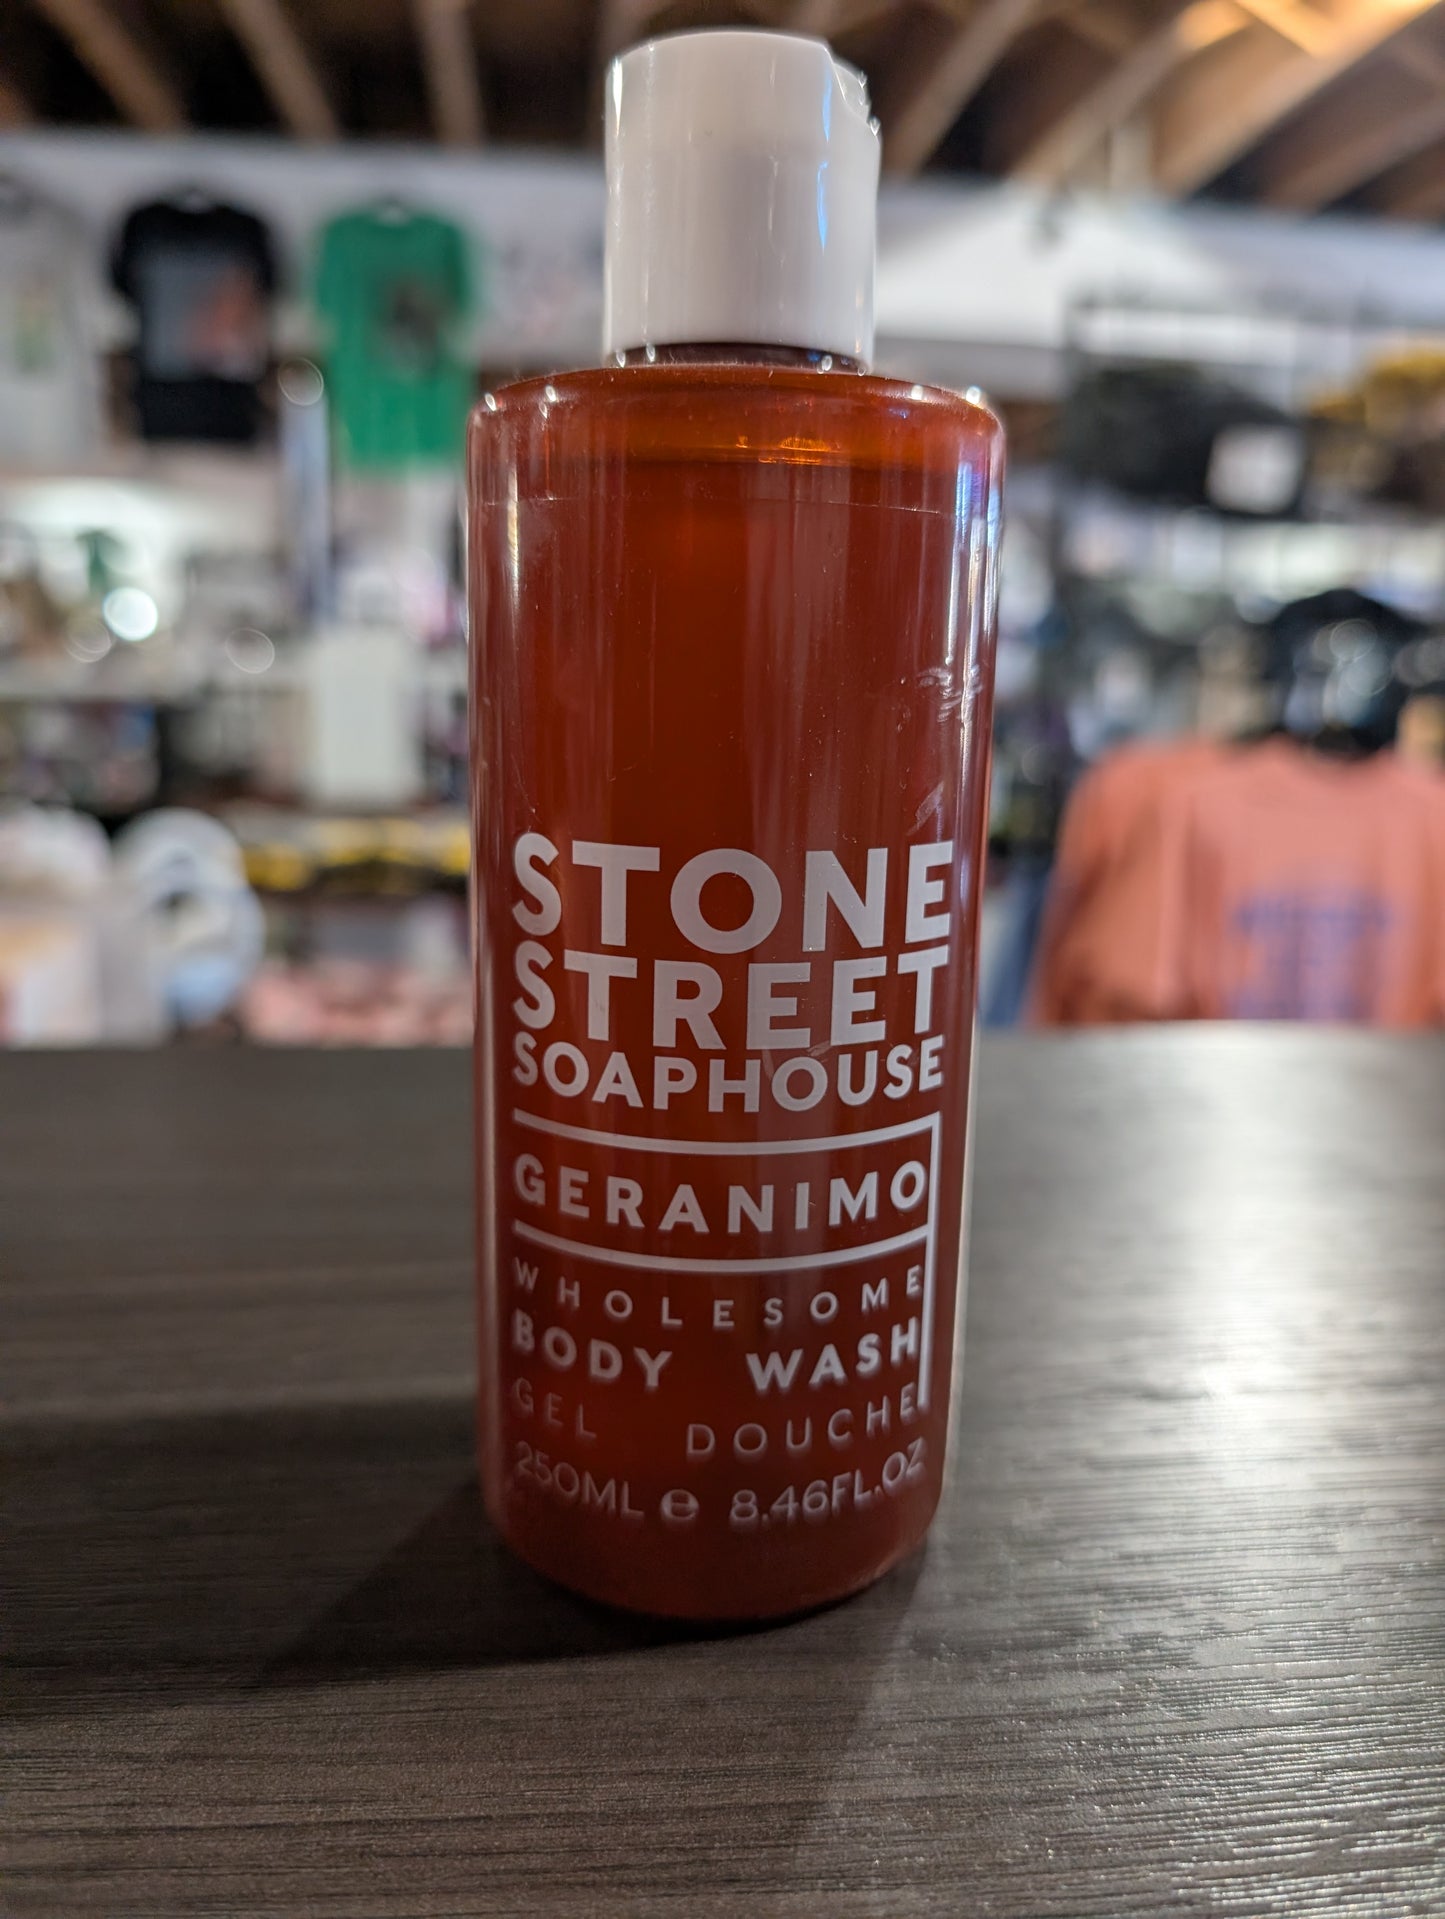 STONE
STREET
SOAPHOUSE
GERANIMO
WHOLESOME
BODY WASH
GEL DOUCHE
250ML e 8.46FL.OZ